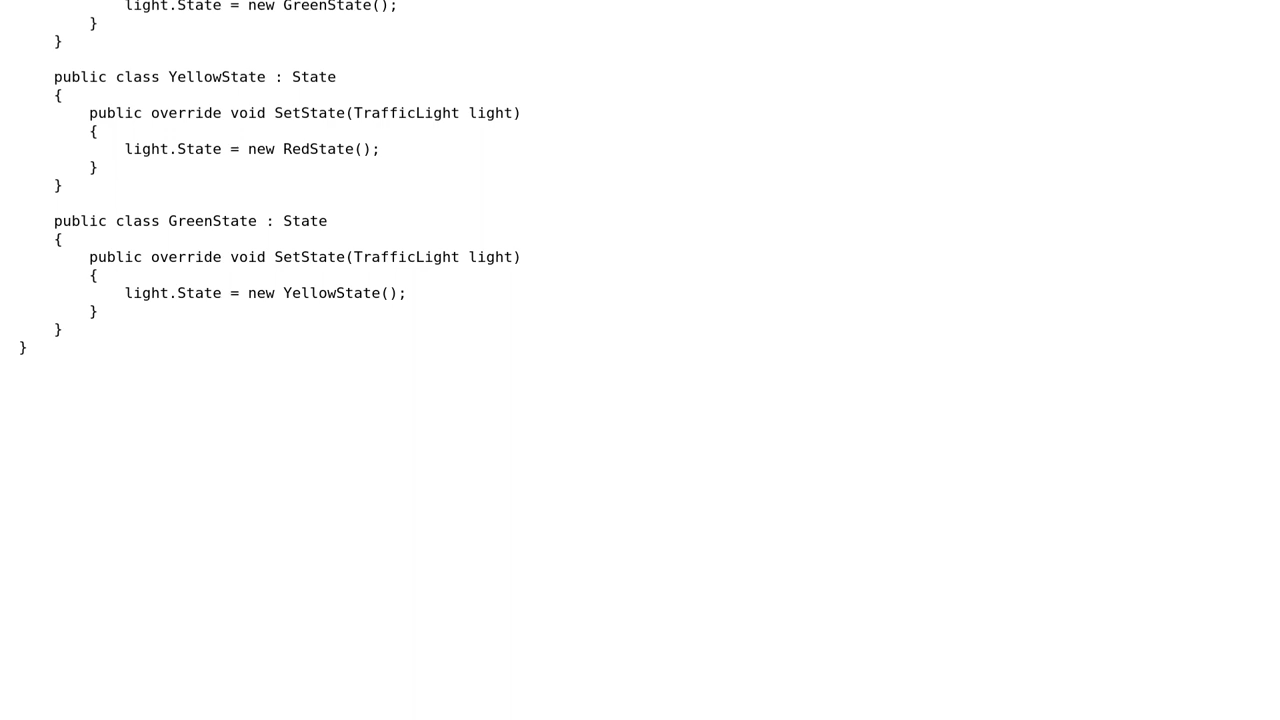 light.State = new GreenState();
        }
    }

    public class YellowState : State
    {
        public override void SetState(TrafficLight light)
        {
            light.State = new RedState();
        }
    }

    public class GreenState : State
    {
        public override void SetState(TrafficLight light)
        {
            light.State = new YellowState();
        }
    }
}